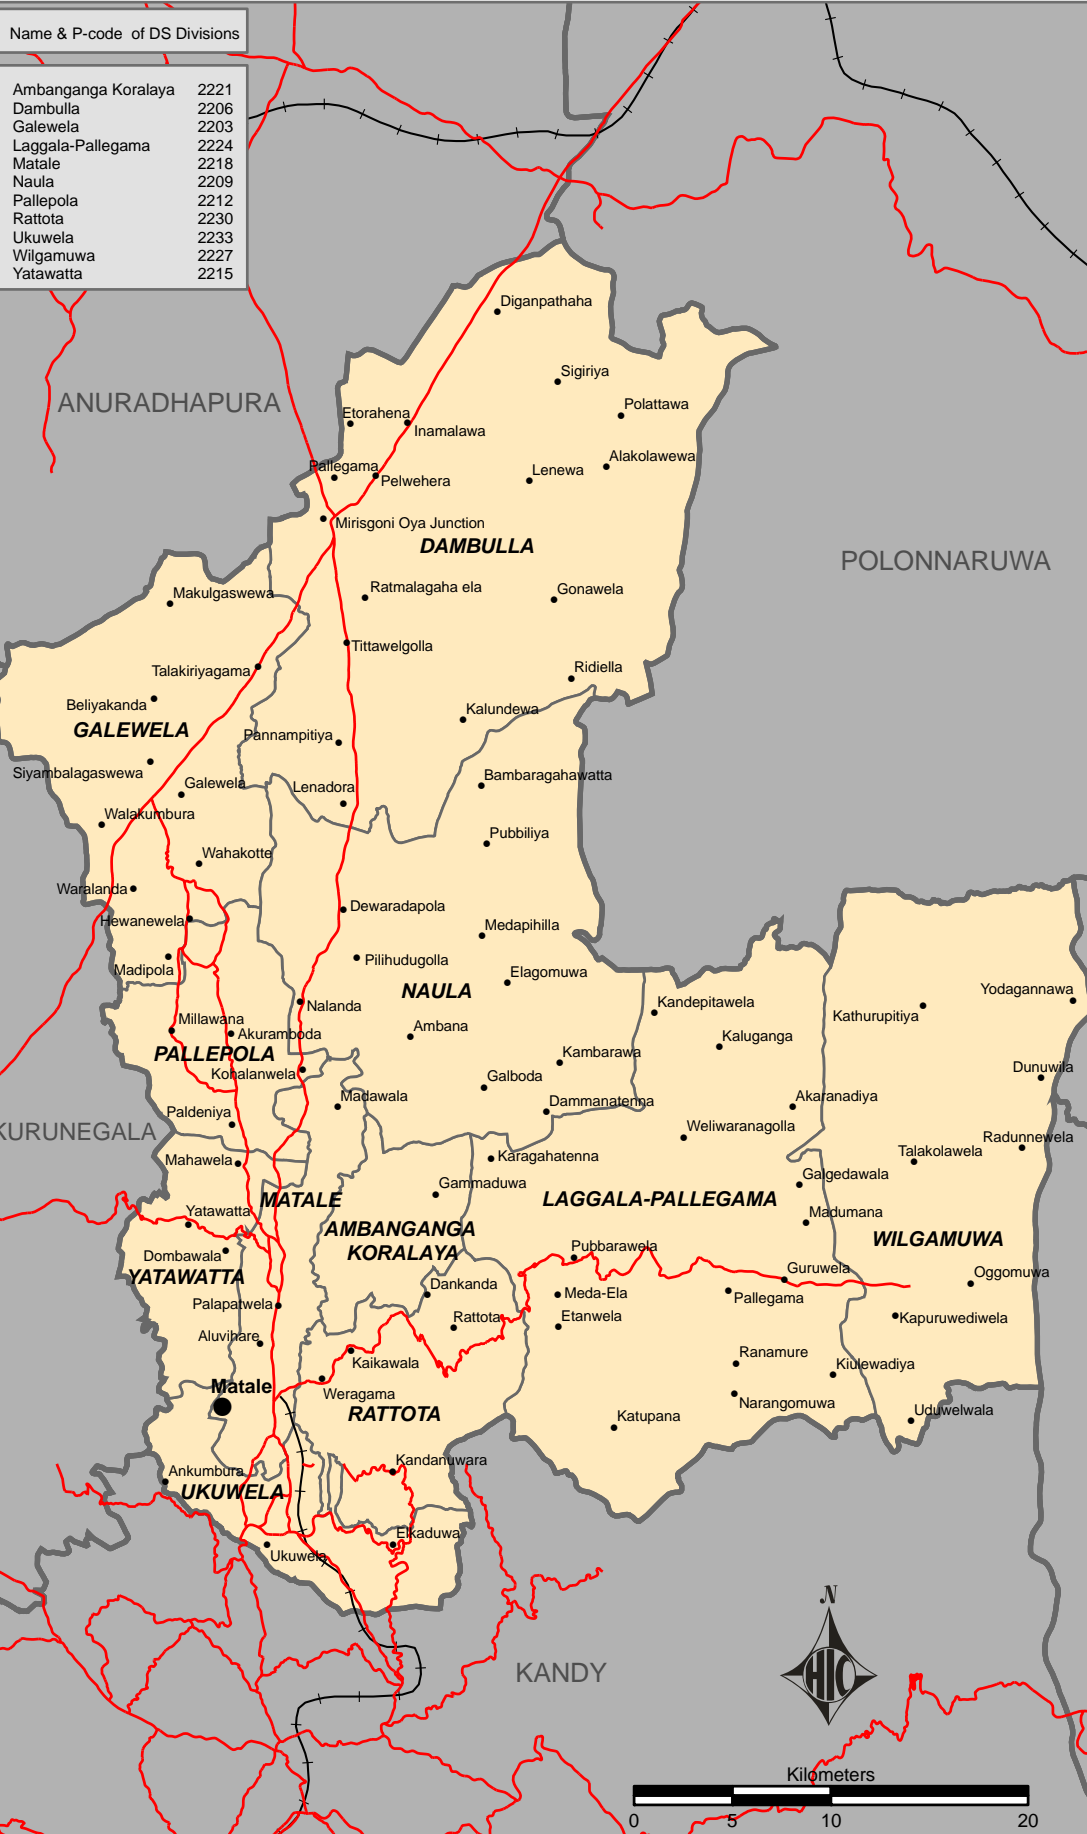 Name & P-code of DS Divisions
Ambanganga Koralaya 2221
Dambulla 2206
Galewela 2203
Laggala-Pallegama 2224
Matale 2218
Naula 2209
Pallepola 2212
Rattota 2230
Ukuwela 2233
Wilgamuwa 2227
Yatawatta 2215
Diganpathaha
Sigiriya
ANURADHAPURA
Polattawa
Etorahena
Inamalawa
Alakolawewa
Pallegama
Lenewa
Pelwehera
Mirisgoni Oya Junction
DAMBULLA
POLONNARUWA
Ratmalagaha ela
Gonawela
Makulgaswewa
Tittawelgolla
Ridiella
Talakiriyagama
Beliyakanda
Kalundewa
GALEWELA
Pannampitiya
Siyambalagaswewa
Bambaragahawatta
Galewela
Lenadora
Walakumbura
Pubbiliya
Wahakotte
Waralanda
Dewaradapola
Hewanewela
Medapihilla
Pilihudugolla
Madipola
Elagomuwa
NAULA
Yodagannawa
Kandepitawela
Nalanda
Kathurupitiya
Millawana
Akuramboda
Ambana
Kaluganga
PALLEPOLA
Kambarawa
Dunuwila
Kohalanwela
Galboda
Madawala
Dammanatenna
Akaranadiya
Paldeniya
Weliwaranagolla
KURUNEGALA
Radunnewela
Talakolawela
Mahawela
Karagahatenna
Galgedawala
Gammaduwa
MATALE
LAGGALA-PALLEGAMA
Yatawatta
Madumana
AMBANGANGA
KORALAYA
WILGAMUWA
Dombawala
Pubbarawela
YATAWATTA
Guruwela
Oggomuwa
Dankanda
Meda-Ela
Pallegama
Palapatwela
Rattota
Etanwela
Kapuruwediwela
Aluvihare
Kaikawala
Ranamure
Kiulewadiya
Matale
Weragama
Narangomuwa
RATTOTA
Katupana
Uduwelwala
Kandanuwara
Ankumbura
UKUWELA
Elkaduwa
Ukuwela
N
HIC
KANDY
Kilometers
0 5 10 20